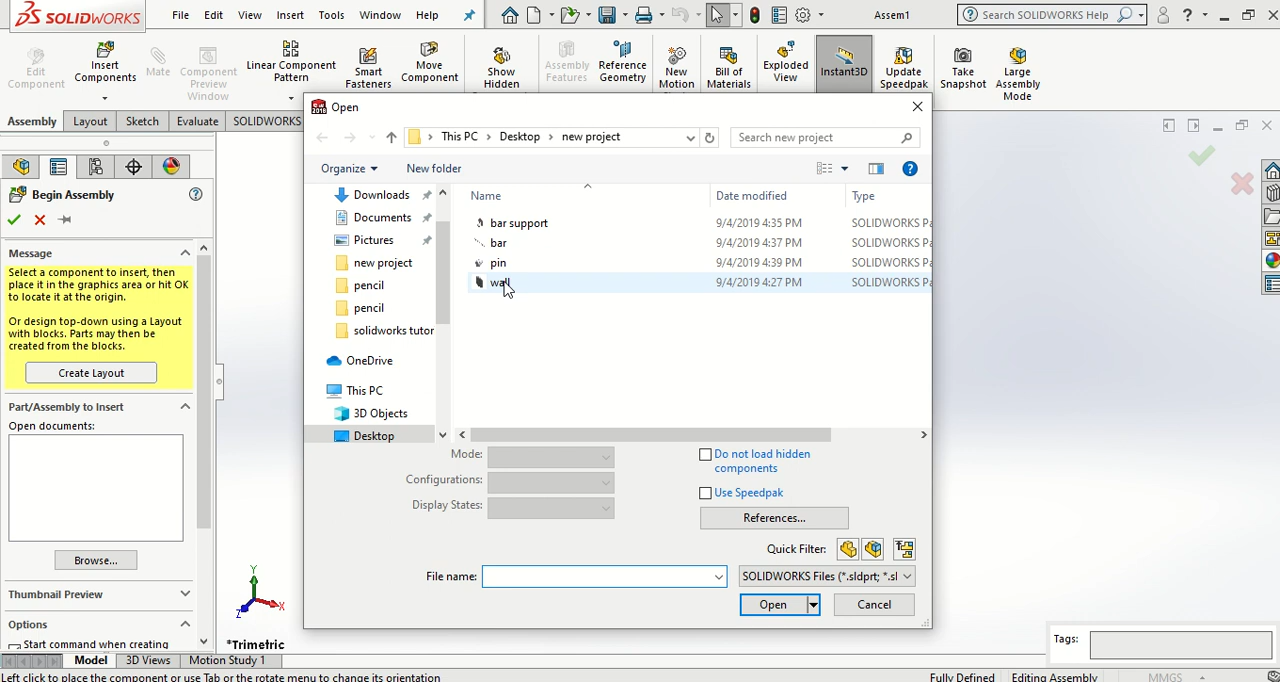 SOLIDWORKS File Edit View Insert Tools Window Help Assem1 Search SOLIDWORKS Help ?
Edit Component
Insert Components
Mate
Component Preview Window
Linear Component Pattern
Smart Fasteners
Move Component
Show Hidden
Assembly Features
Reference Geometry
New Motion
Bill of Materials
Exploded View
Instant3D
Update Speedpak
Take Snapshot
Large Assembly Mode
Assembly Layout Sketch Evaluate SOLIDWORKS
Begin Assembly ?
Message
Select a component to insert, then
place it in the graphics area or hit OK
to locate it at the origin.
Or design top-down using a Layout
with blocks. Parts may then be
created from the blocks.
Create Layout
Part/Assembly to Insert
Open documents:
Browse...
Thumbnail Preview
Options
Start command when creating
Open
This PC > Desktop > new project
Search new project
Organize New folder
Downloads
Documents
Pictures
new project
pencil
pencil
solidworks tutor
OneDrive
This PC
3D Objects
Desktop
Name Date modified Type
bar support 9/4/2019 4:35 PM SOLIDWORKS Pa
bar 9/4/2019 4:37 PM SOLIDWORKS Pa
pin 9/4/2019 4:39 PM SOLIDWORKS Pa
wall 9/4/2019 4:27 PM SOLIDWORKS Pa
Mode:
Configurations:
Display States:
Do not load hidden
components
Use Speedpak
References...
Quick Filter:
File name: SOLIDWORKS Files (*.sldprt; *.sl
Open Cancel
Y
Z X
*Trimetric
Tags:
Model 3D Views Motion Study 1
Left click to place the component or use Tab or the rotate menu to change its orientation Fully Defined Editing Assembly MMGS